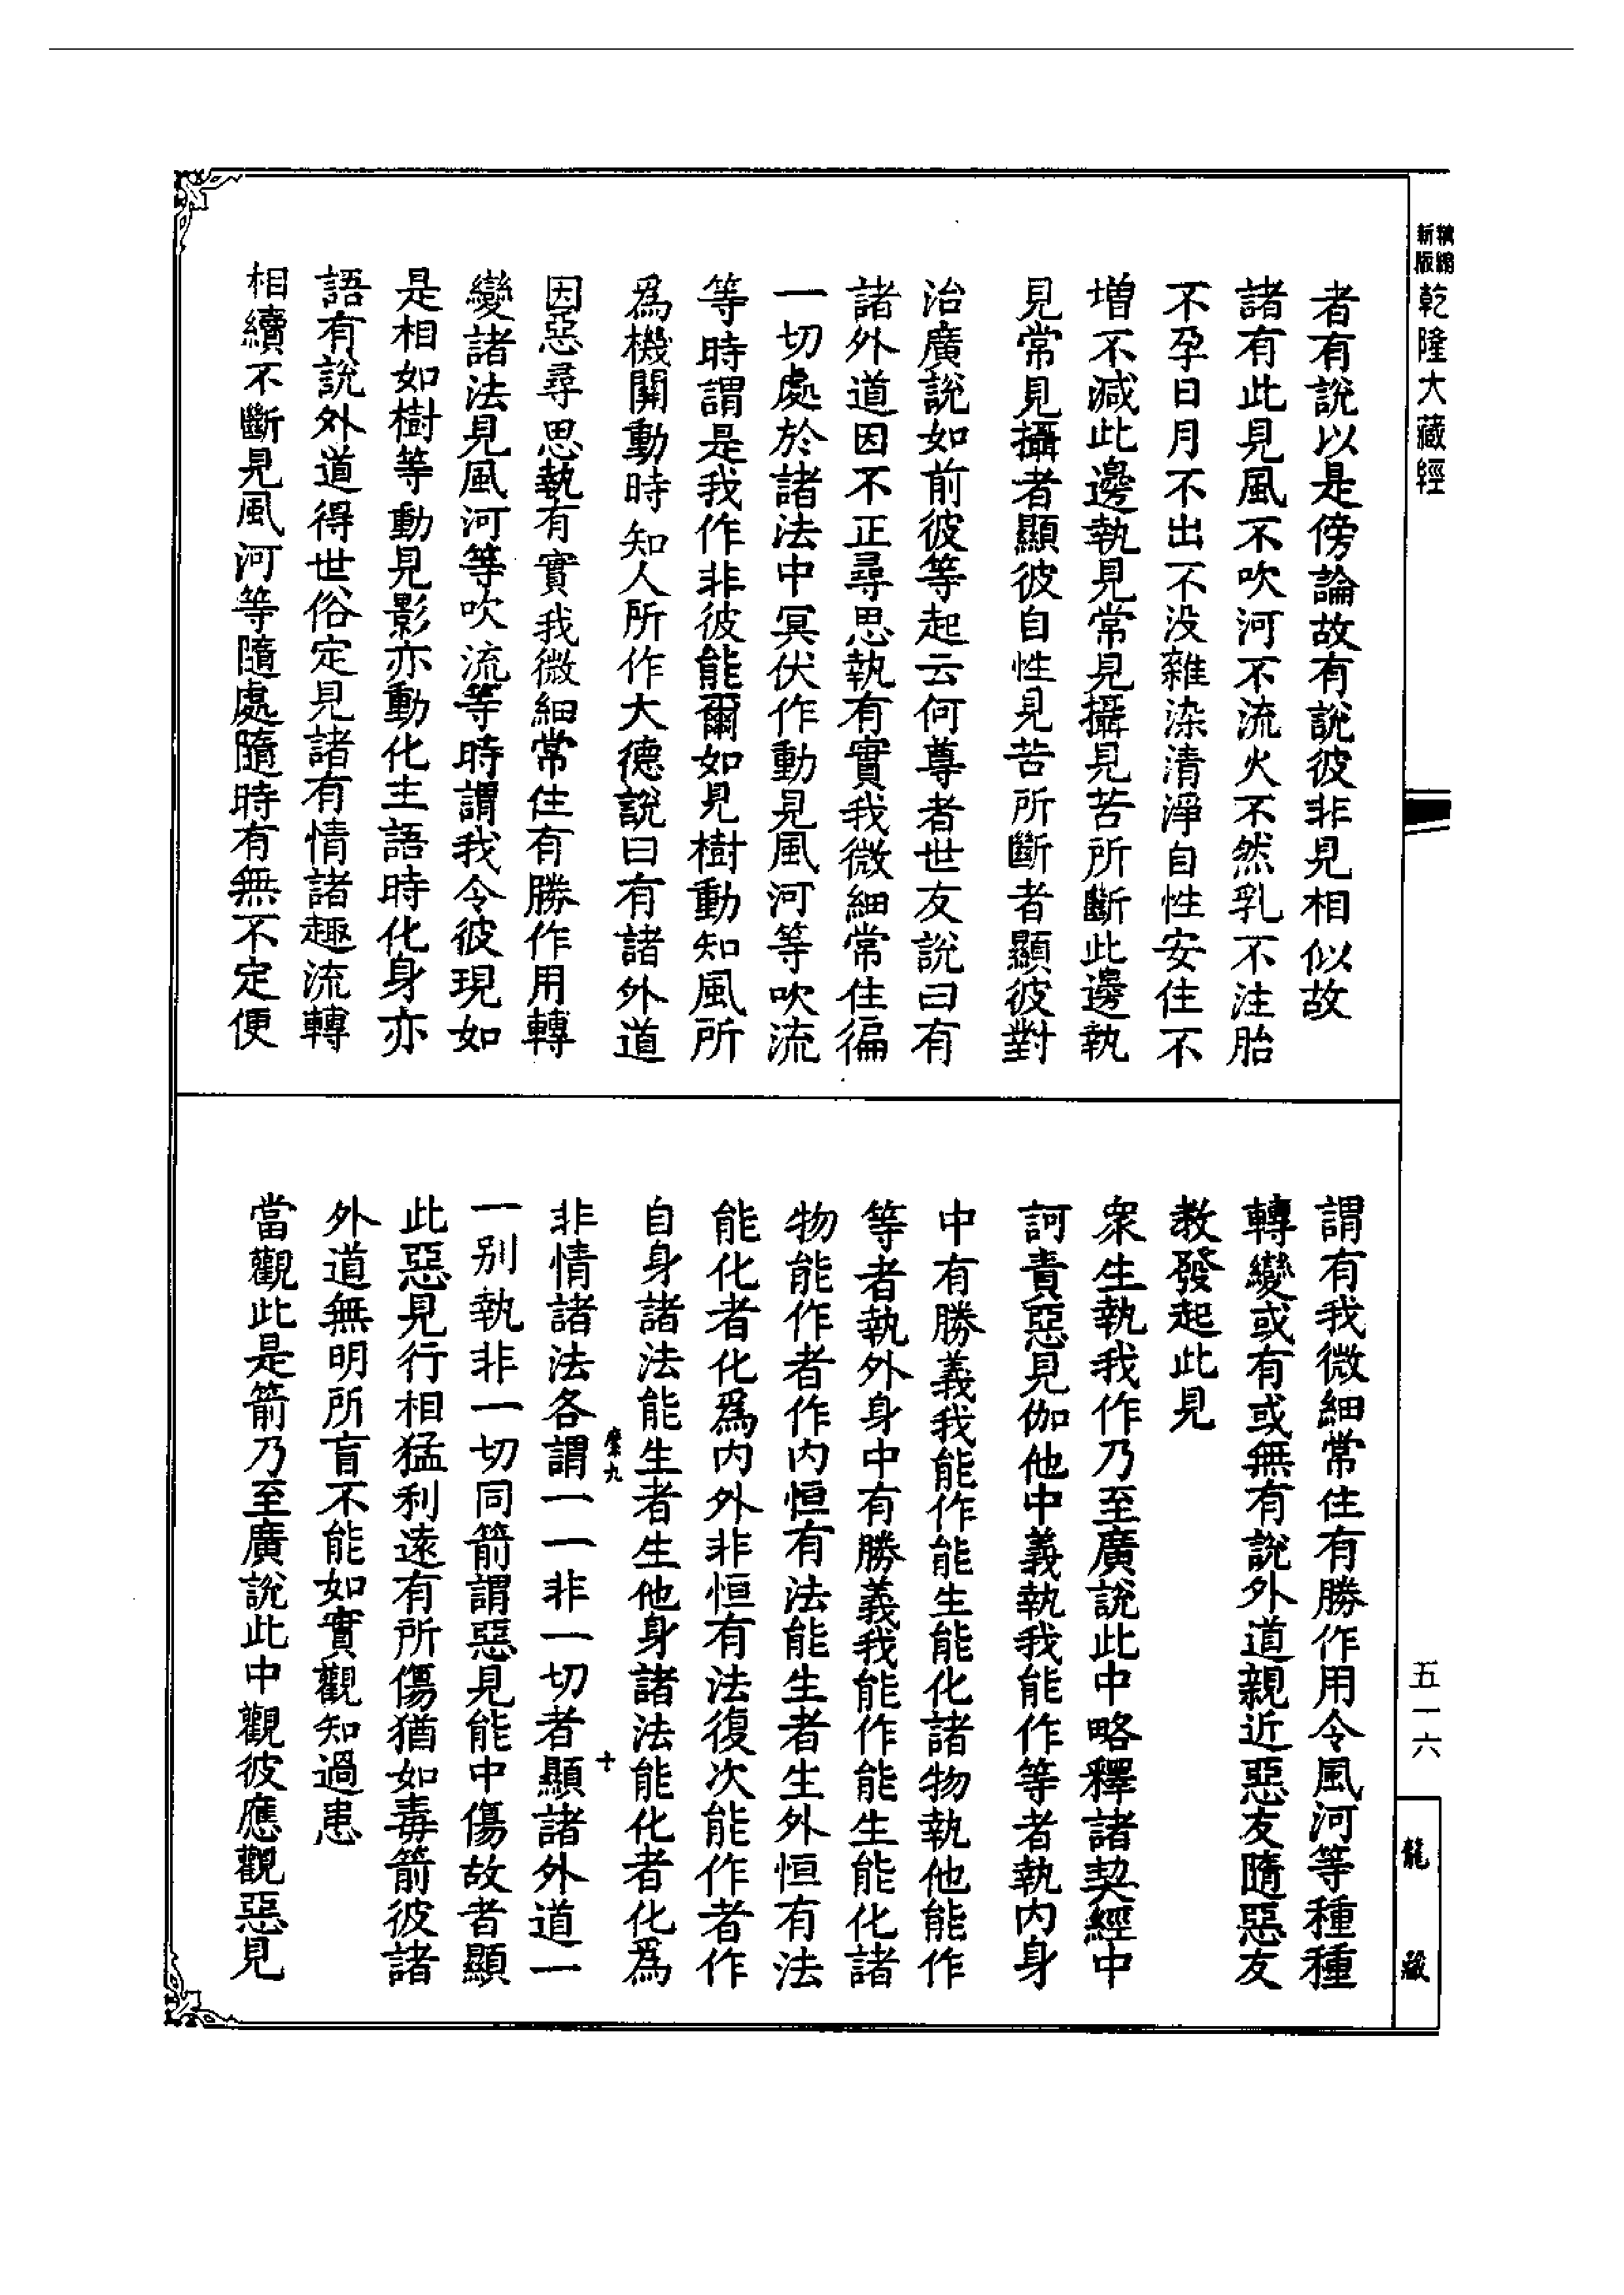 新版
精縮
乾隆大藏經
五一六
龍藏
者有說以是傍論故有說彼非見相似故
諸有此見風不吹河不流火不然乳不注胎
不孕日月不出不没雜染清淨自性安住不
增不減此邊執見常見攝見苦所斷此邊執
見常見攝者顯彼自性見苦所斷者顯彼對
治廣說如前彼等起云何尊者世友說曰有
諸外道因不正尋思執有實我微細常住徧
一切處於諸法中冥伏作動見風河等吹流
等時謂是我作非彼能爾如見樹動知風所
爲機關動時知人所作大德說曰有諸外道
因惡尋思執有實我微細常住有勝作用轉
變諸法見風河等吹流等時謂我令彼現如
是相如樹等動見影亦動化主語時化身亦
語有說外道得世俗定見諸有情諸趣流轉
相續不斷見風河等隨處隨時有無不定便
謂有我微細常住有勝作用令風河等種種
轉變或有或無有說外道親近惡友隨惡友
教發起此見
衆生執我作乃至廣說此中略釋諸契經中
訶責惡見伽他中義執我能作等者執内身
中有勝義我能作能生能化諸物執他能作
等者執外身中有勝義我能作能生能化諸
物能作者作内恒有法能生者生外恒有法
能化者化爲内外非恒有法復次能作者作
自身諸法能生者生他身諸法能化者化爲
非情諸法各謂一一非一切者顯諸外道一
一别執非一切同箭謂惡見能中傷故者顯
此惡見行相猛利遠有所傷猶如毒箭彼諸
外道無明所盲不能如實觀知過患
當觀此是箭乃至廣說此中觀彼應觀惡見
九
十